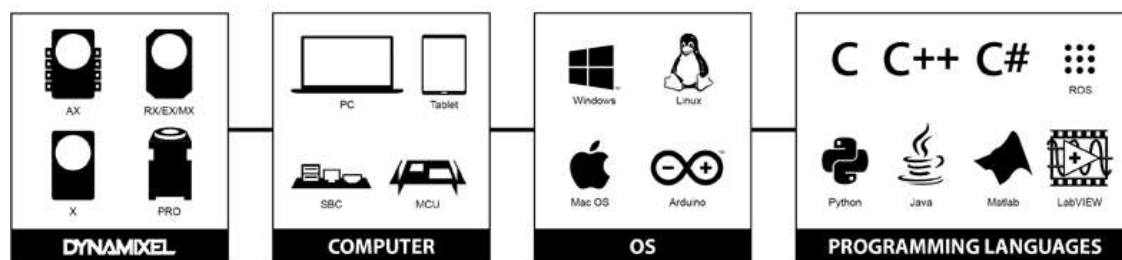 AX
RX/EX/MX
X
PRO
DYNAMIXEL
PC
Tablet
SBC
MCU
COMPUTER
Windows
Linux
Mac OS
Arduino
OS
C C++ C#
ROS
Python
Java
Matlab
LabVIEW
PROGRAMMING LANGUAGES